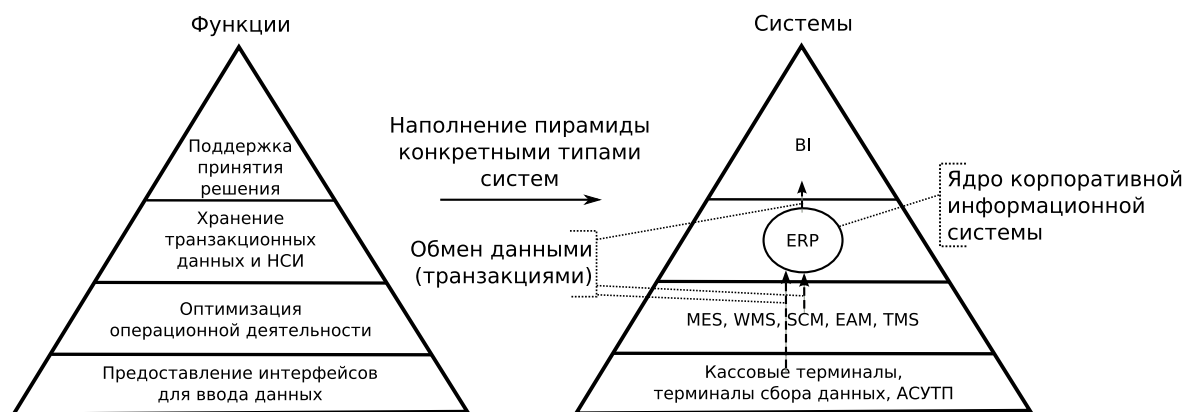 Функции
Поддержка
принятия
решения
Хранение
транзакционных
данных и НСИ
Оптимизация
операционной деятельности
Предоставление интерфейсов
для ввода данных
Наполнение пирамиды
конкретными типами
систем
Обмен данными
(транзакциями)
Системы
BI
ERP
MES, WMS, SCM, EAM, TMS
Кассовые терминалы,
терминалы сбора данных, АСУТП
Ядро корпоративной
информационной
системы